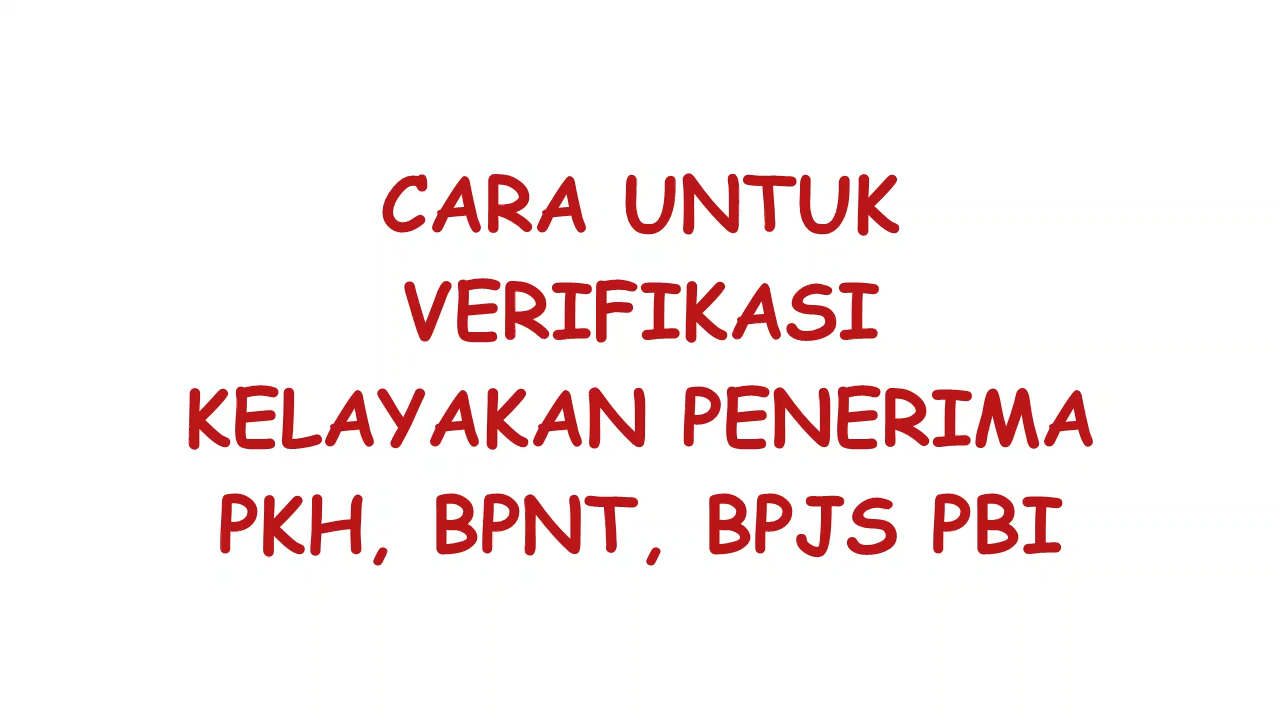 CARA UNTUK
VERIFIKASI
KELAYAKAN PENERIMA
PKH, BPNT, BPJS PBI